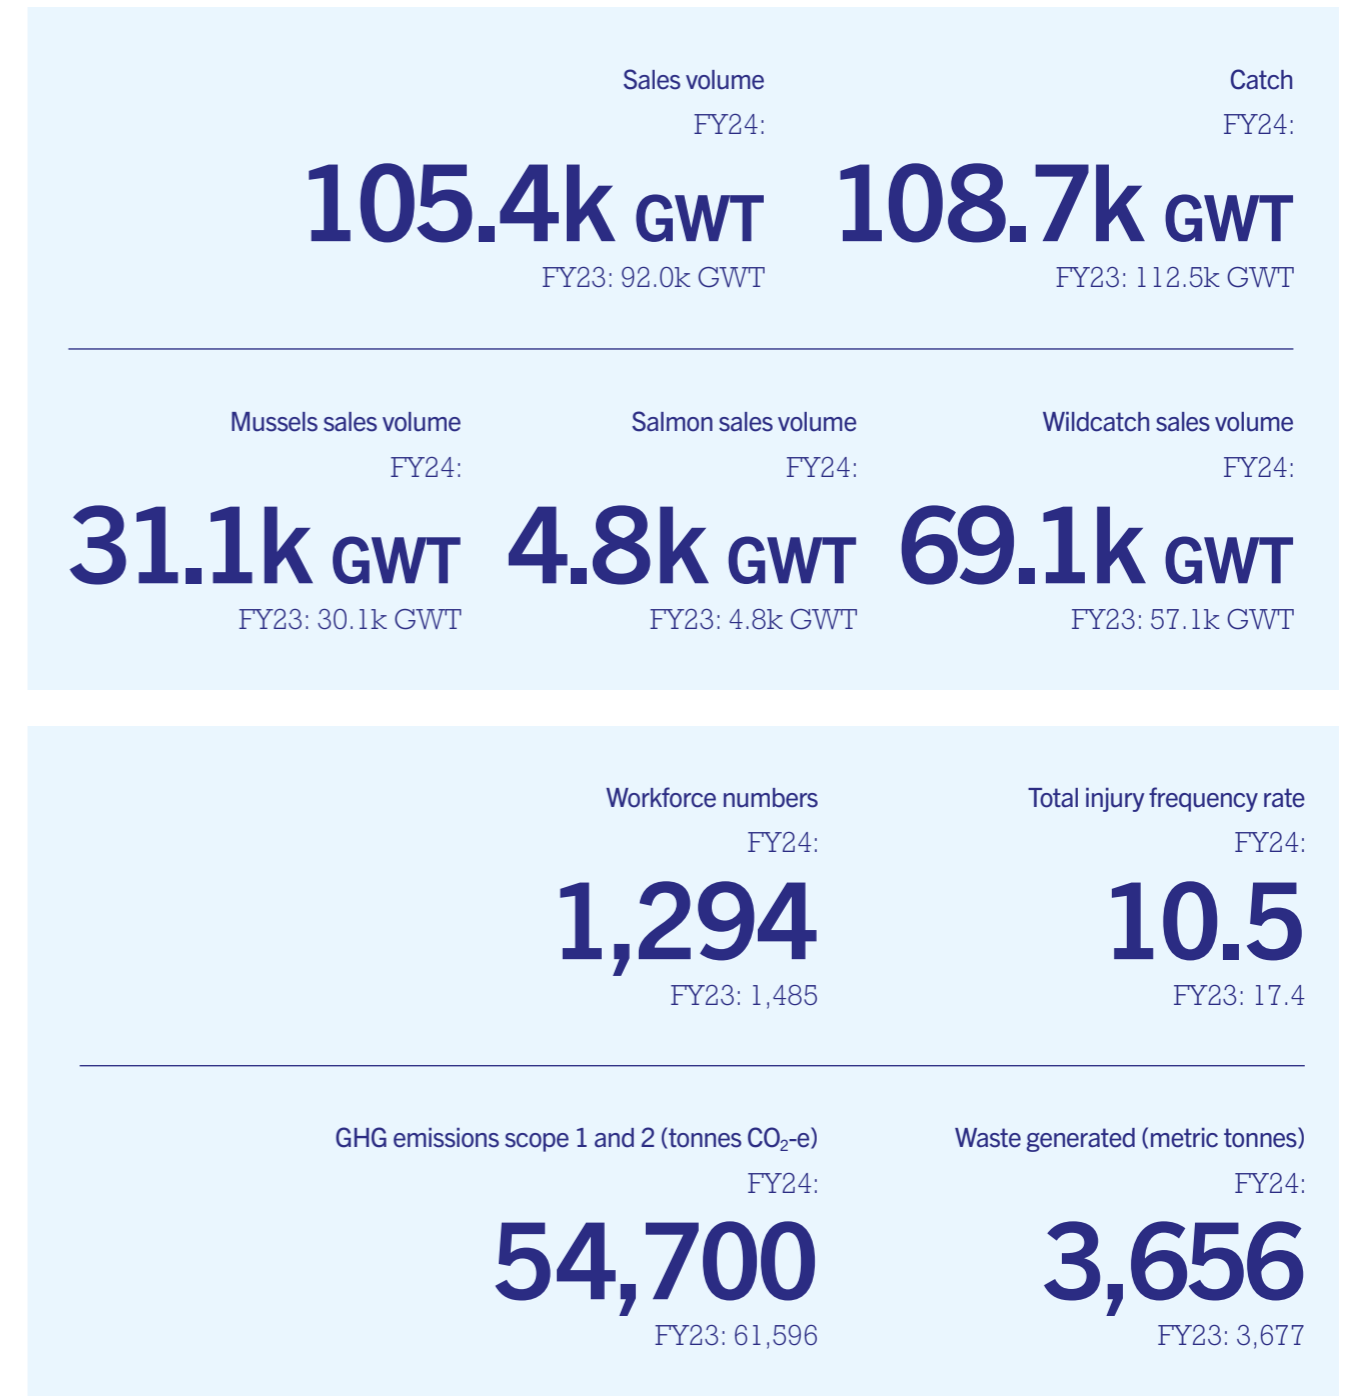 Sales volume
FY24:
105.4k GWT
FY23: 92.0k GWT
Catch
FY24:
108.7k GWT
FY23: 112.5k GWT
Mussels sales volume
FY24:
31.1k GWT
FY23: 30.1k GWT
Salmon sales volume
FY24:
4.8k GWT
FY23: 4.8k GWT
Wildcatch sales volume
FY24:
69.1k GWT
FY23: 57.1k GWT
Workforce numbers
FY24:
1,294
FY23: 1,485
Total injury frequency rate
FY24:
10.5
FY23: 17.4
GHG emissions scope 1 and 2 (tonnes CO₂-e)
FY24:
54,700
FY23: 61,596
Waste generated (metric tonnes)
FY24:
3,656
FY23: 3,677